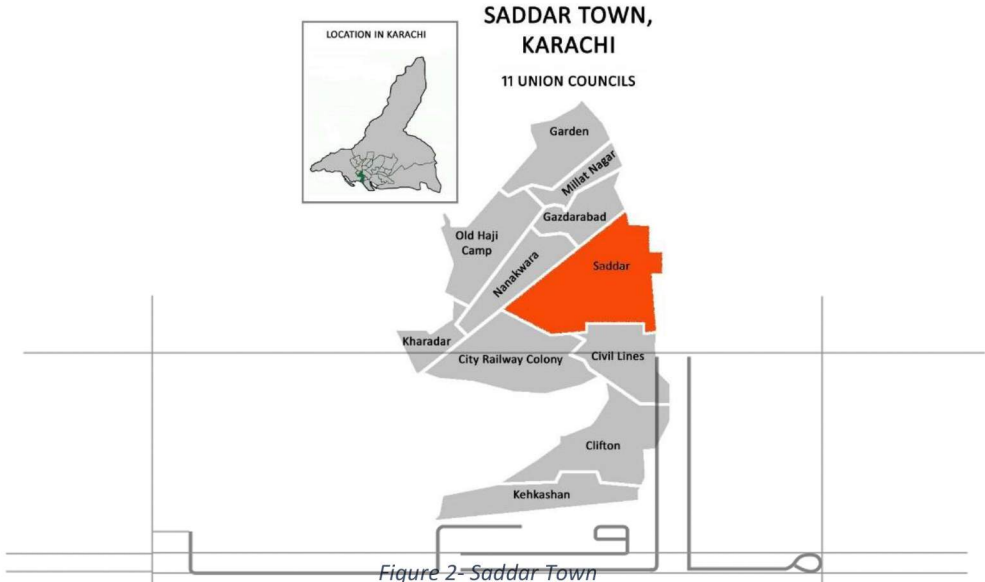 SADDAR TOWN,
KARACHI
11 UNION COUNCILS
LOCATION IN KARACHI
Garden
Millat Nagar
Gazdarabad
Old Haji
Camp
Nanakwara
Saddar
Kharadar
City Railway Colony
Civil Lines
Clifton
Kehkashan
Figure 2- Saddar Town